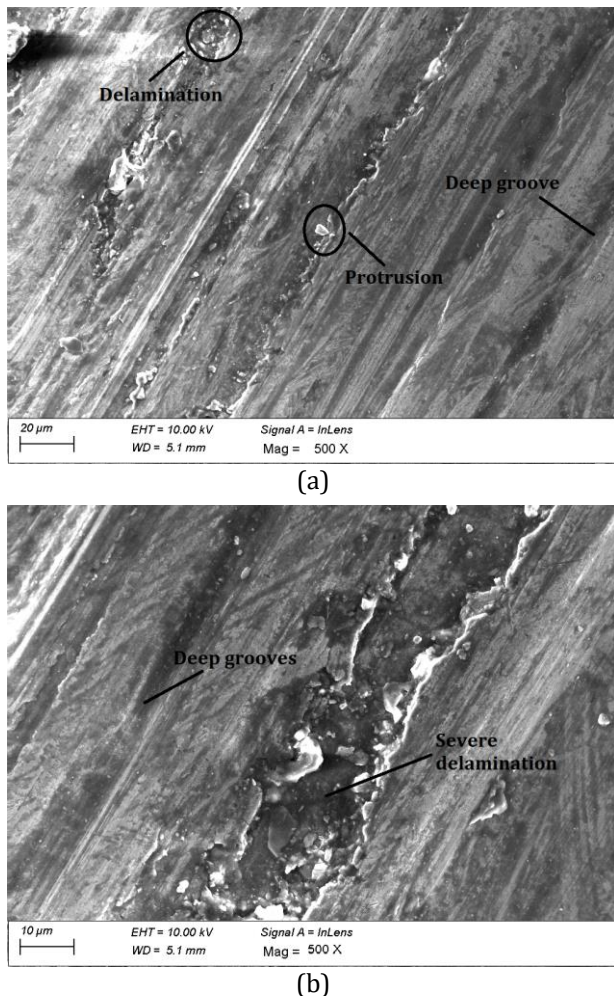 Delamination
Deep groove
Protrusion
20 µm
EHT = 10.00 kV
Signal A = InLens
WD = 5.1 mm
Mag = 500 X
(a)
Deep grooves
Severe
delamination
10 µm
EHT = 10.00 kV
Signal A = InLens
WD = 5.1 mm
Mag = 500 X
(b)